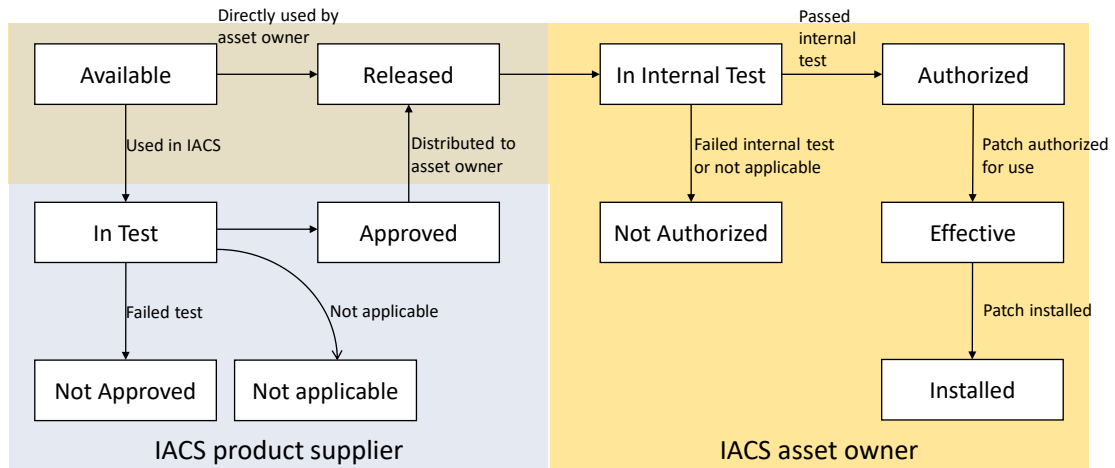 Directly used by
asset owner
Passed
internal
test
Available
Released
In Internal Test
Authorized
Used in IACS
Distributed to
asset owner
Failed internal test
or not applicable
Patch authorized
for use
In Test
Approved
Not Authorized
Effective
Failed test
Not applicable
Patch installed
Not Approved
Not applicable
Installed
IACS product supplier
IACS asset owner